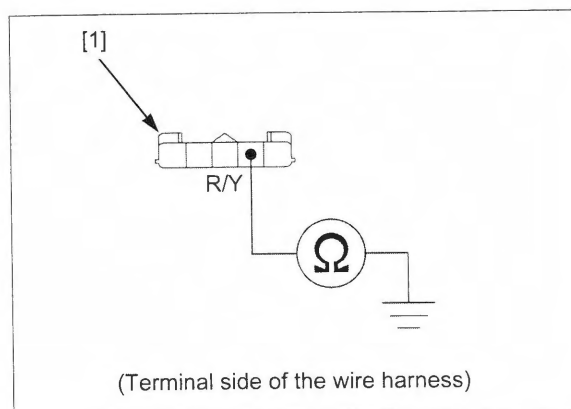 [1]
R/Y
Ω
(Terminal side of the wire harness)